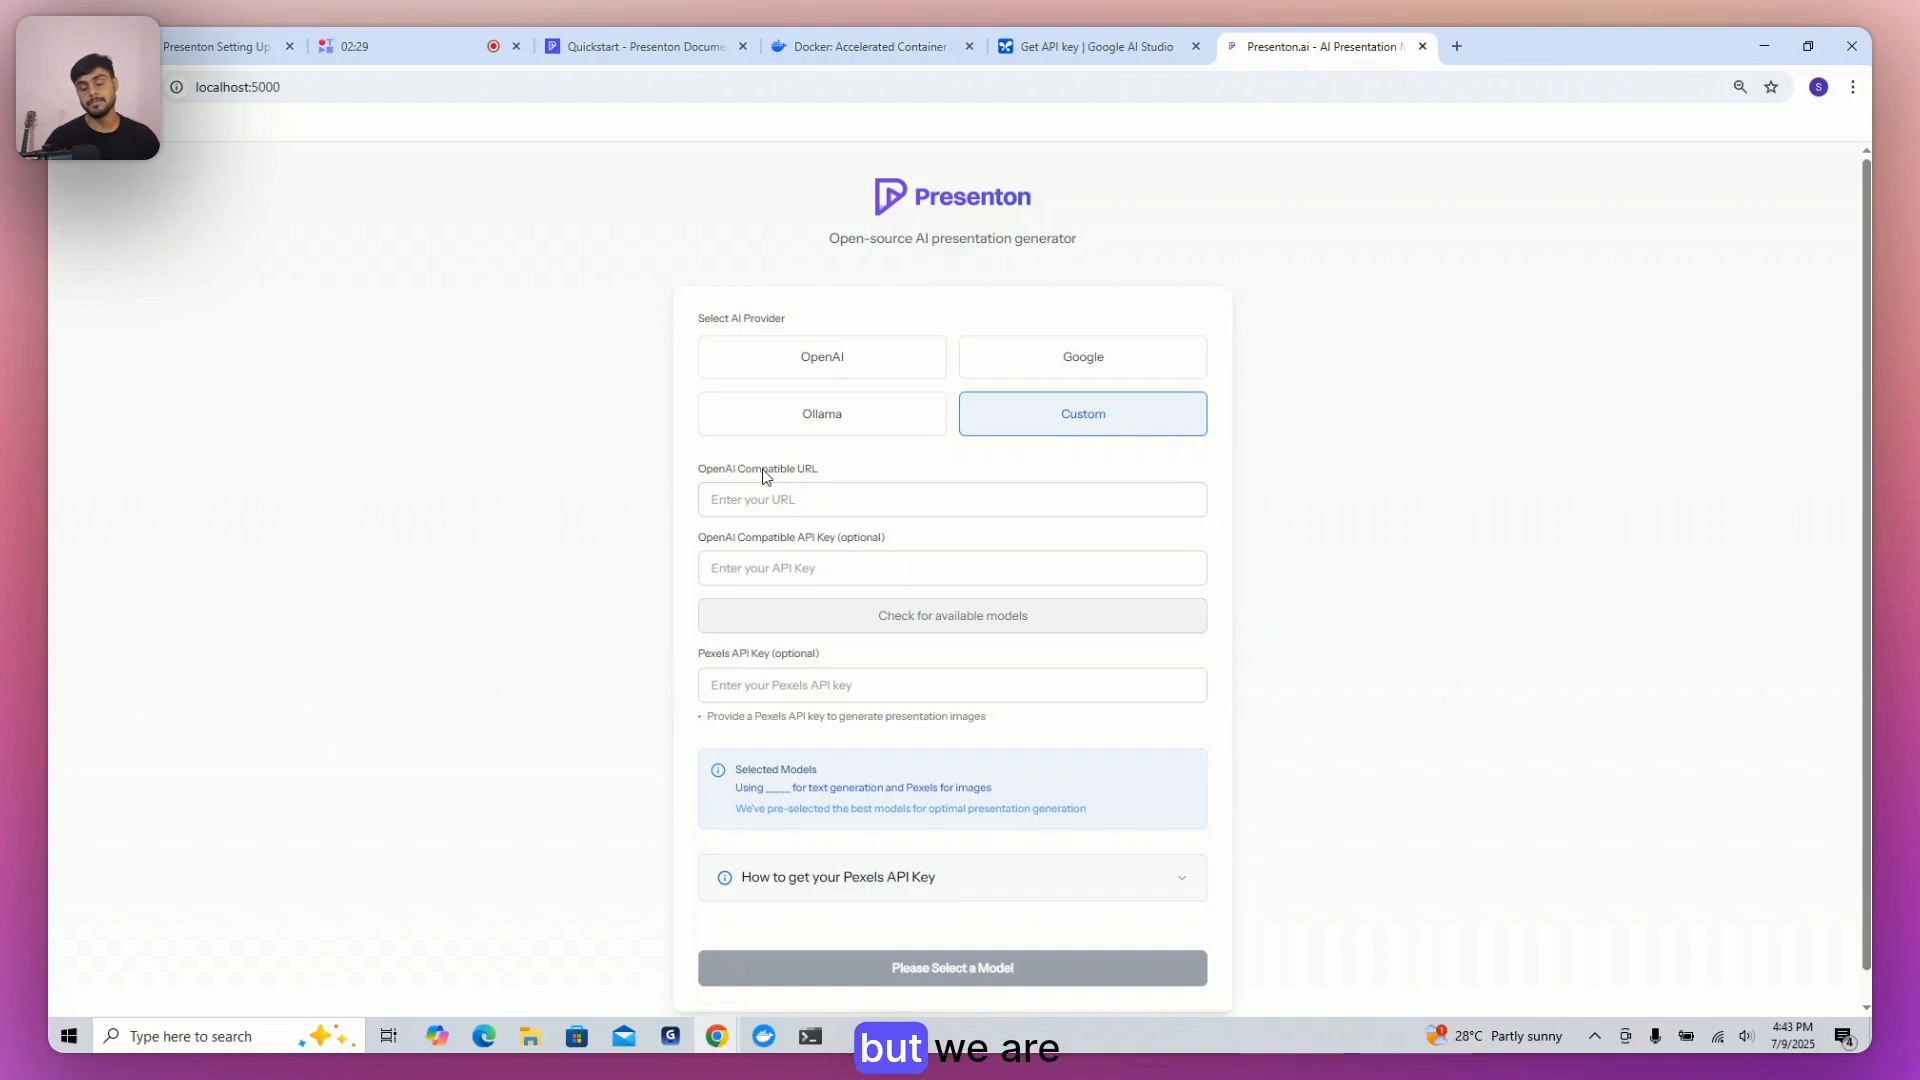 Presenton Setting Up
02:29
Quickstart - Presenton Docume
Docker: Accelerated Container
Get API key | Google AI Studio
Presenton.ai - AI Presentation
localhost:5000
S
Presenton
Open-source AI presentation generator
Select AI Provider
OpenAI
Google
Ollama
Custom
OpenAI Compatible URL
Enter your URL
OpenAI Compatible API Key (optional)
Enter your API Key
Check for available models
Pexels API Key (optional)
Enter your Pexels API key
• Provide a Pexels API key to generate presentation images
Selected Models
Using _____ for text generation and Pexels for images
We've pre-selected the best models for optimal presentation generation
How to get your Pexels API Key
Please Select a Model
Type here to search
28°C Partly sunny
4:43 PM
7/9/2025
4
but we are